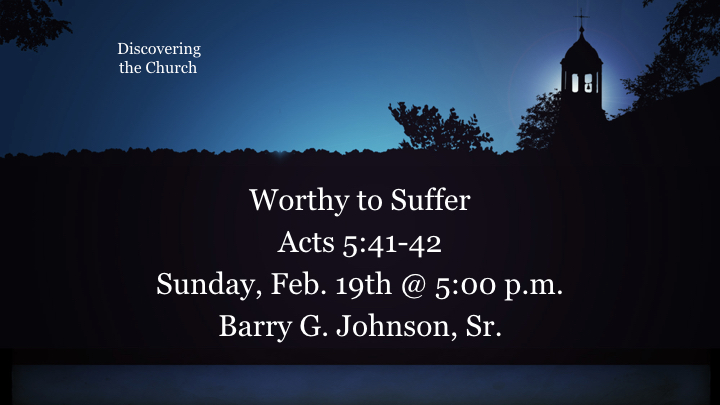 Discovering
the Church
Worthy to Suffer
Acts 5:41-42
Sunday, Feb. 19th @ 5:00 p.m.
Barry G. Johnson, Sr.